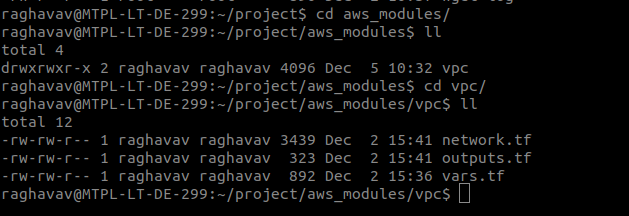 raghavav@MTPL-LT-DE-299:~/project$ cd aws_modules/
raghavav@MTPL-LT-DE-299:~/project/aws_modules$ ll
total 4
drwxrwxr-x 2 raghavav raghavav 4096 Dec  5 10:32 vpc
raghavav@MTPL-LT-DE-299:~/project/aws_modules$ cd vpc/
raghavav@MTPL-LT-DE-299:~/project/aws_modules/vpc$ ll
total 12
-rw-rw-r-- 1 raghavav raghavav 3439 Dec  2 15:41 network.tf
-rw-rw-r-- 1 raghavav raghavav  323 Dec  2 15:41 outputs.tf
-rw-rw-r-- 1 raghavav raghavav  892 Dec  2 15:36 vars.tf
raghavav@MTPL-LT-DE-299:~/project/aws_modules/vpc$